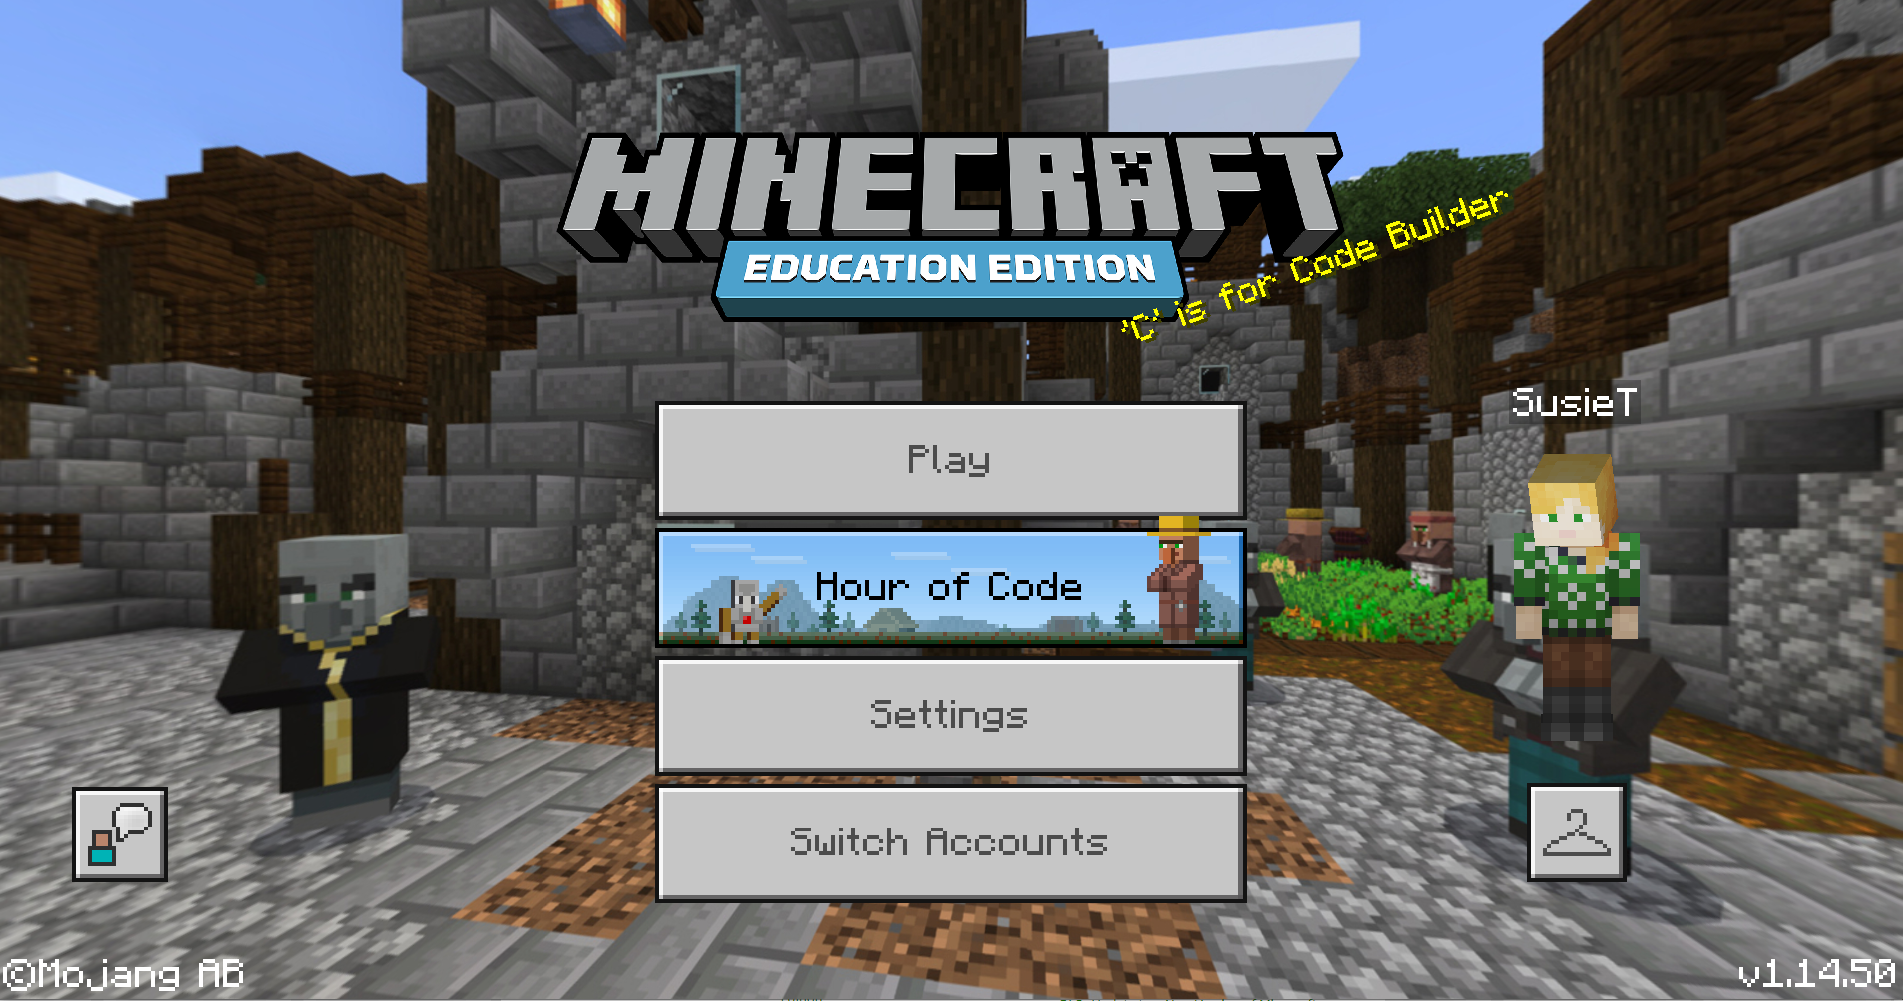 MINECRAFT
EDUCATION EDITION
'C' is for Code Builder
SusieT
Play
Hour of Code
Settings
Switch Accounts
©Mojang AB
v1.14.50